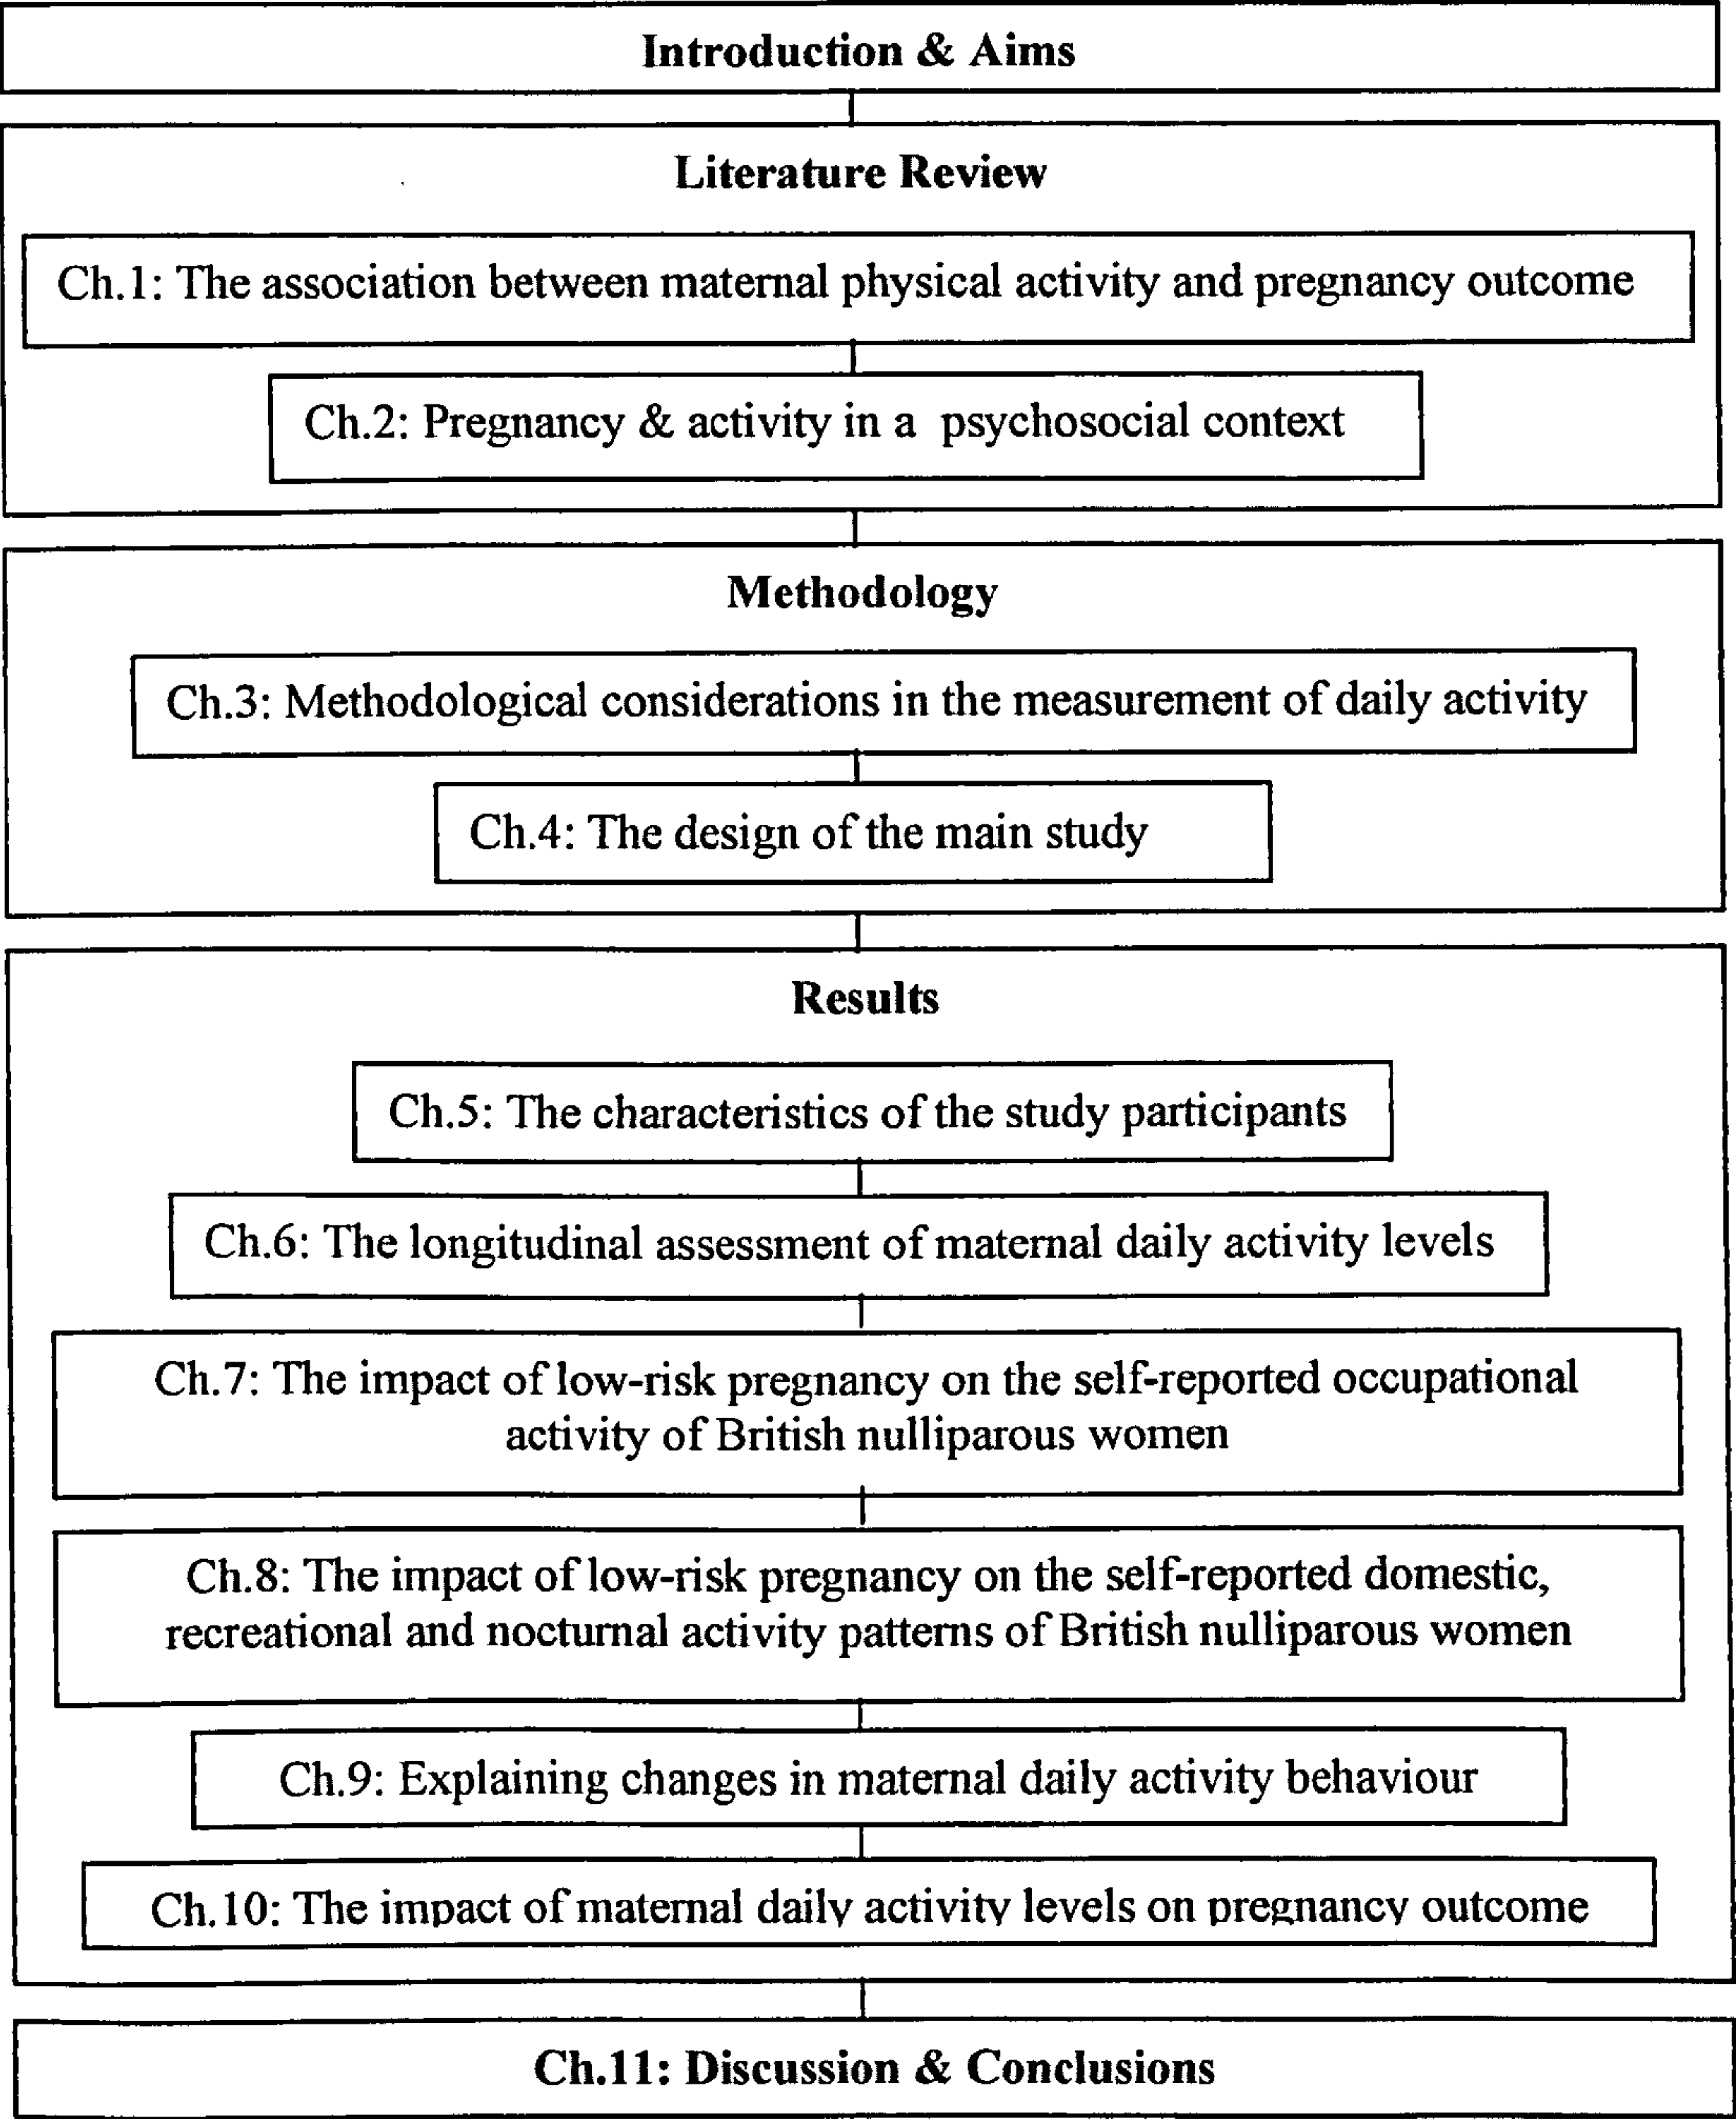 Introduction & Aims
Literature Review
Ch.1: The association between maternal physical activity and pregnancy outcome
Ch.2: Pregnancy & activity in a psychosocial context
Methodology
Ch.3: Methodological considerations in the measurement of daily activity
Ch.4: The design of the main study
Results
Ch.5: The characteristics of the study participants
Ch.6: The longitudinal assessment of maternal daily activity levels
Ch.7: The impact of low-risk pregnancy on the self-reported occupational
activity of British nulliparous women
Ch.8: The impact of low-risk pregnancy on the self-reported domestic,
recreational and nocturnal activity patterns of British nulliparous women
Ch.9: Explaining changes in maternal daily activity behaviour
Ch.10: The impact of maternal daily activity levels on pregnancy outcome
Ch.11: Discussion & Conclusions